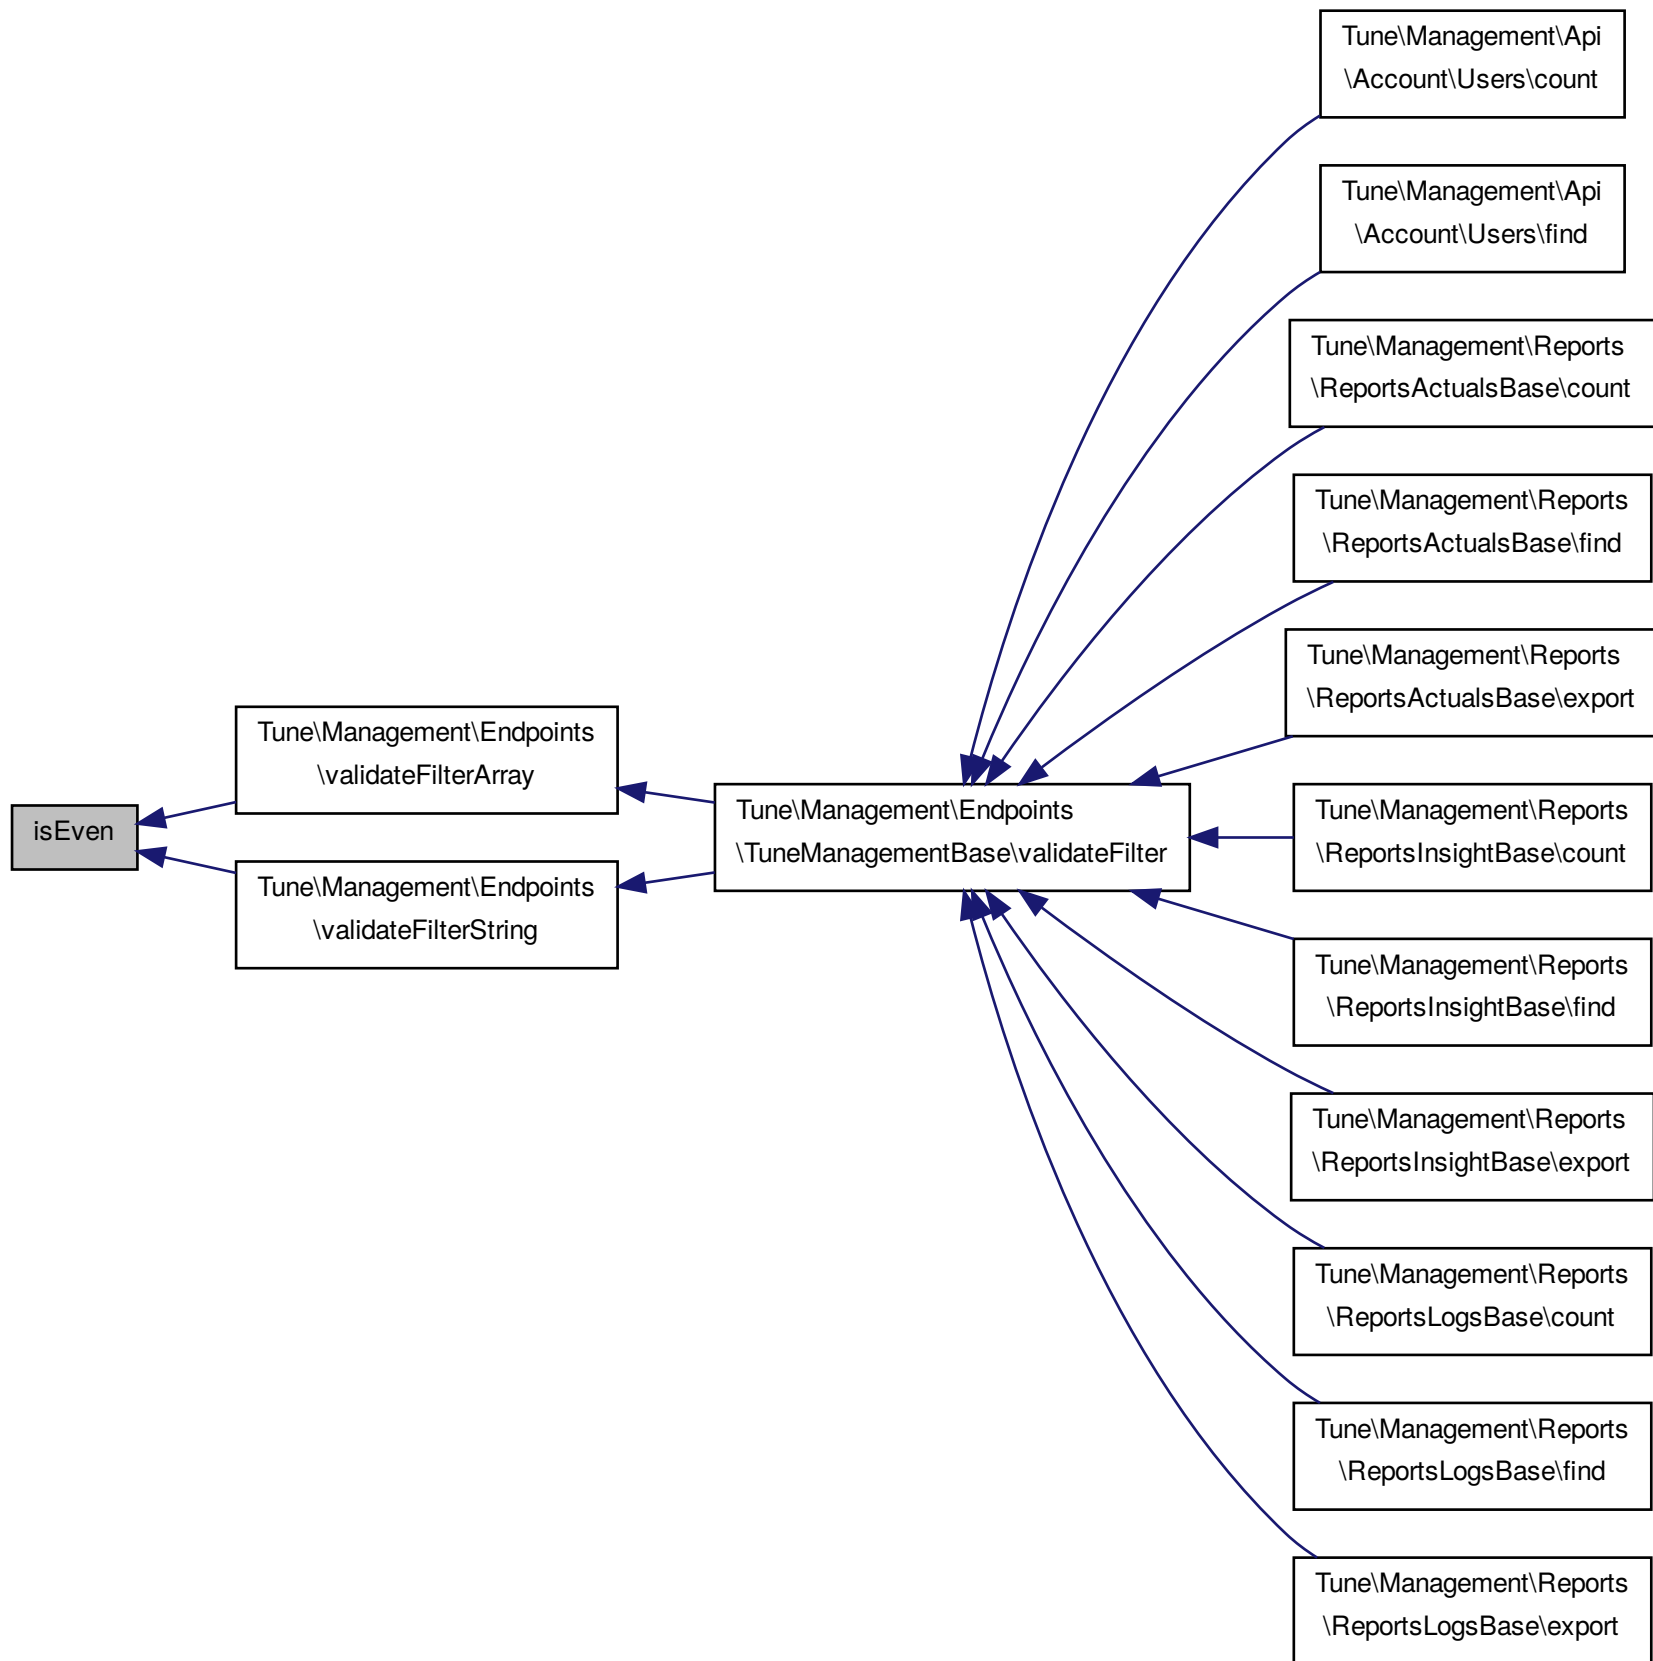 isEven
Tune\Management\Endpoints
\validateFilterArray
Tune\Management\Endpoints
\validateFilterString
Tune\Management\Endpoints
\TuneManagementBase\validateFilter
Tune\Management\Api
\Account\Users\count
Tune\Management\Api
\Account\Users\find
Tune\Management\Reports
\ReportsActualsBase\count
Tune\Management\Reports
\ReportsActualsBase\find
Tune\Management\Reports
\ReportsActualsBase\export
Tune\Management\Reports
\ReportsInsightBase\count
Tune\Management\Reports
\ReportsInsightBase\find
Tune\Management\Reports
\ReportsInsightBase\export
Tune\Management\Reports
\ReportsLogsBase\count
Tune\Management\Reports
\ReportsLogsBase\find
Tune\Management\Reports
\ReportsLogsBase\export